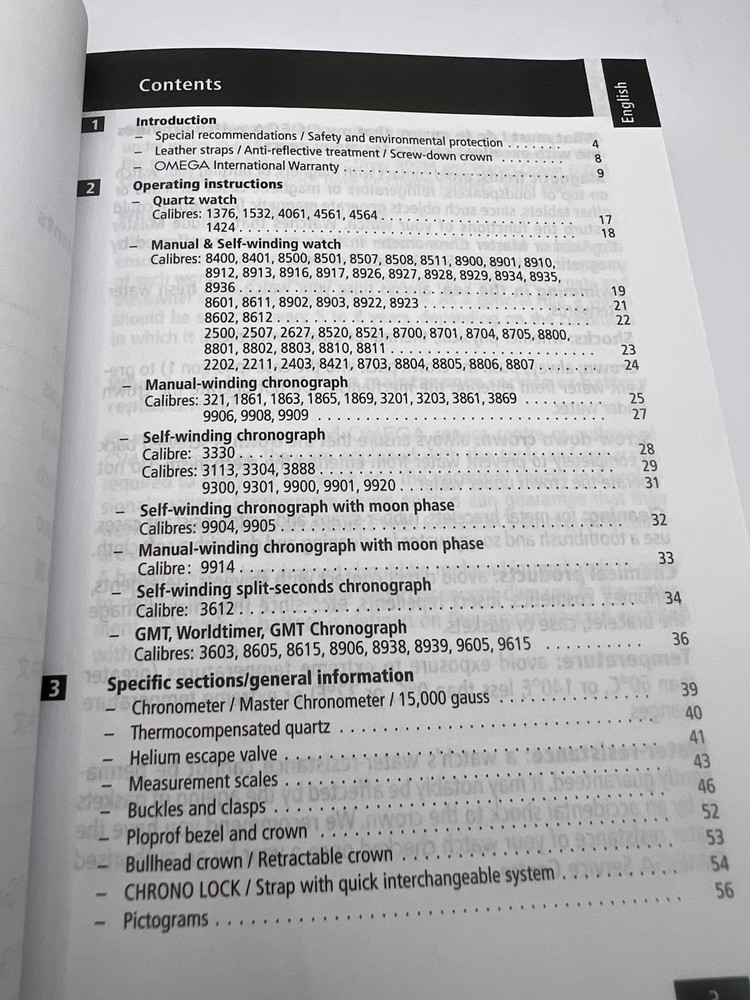 Contents
English
1 Introduction
– Special recommendations / Safety and environmental protection . . . . . . . 4
– Leather straps / Anti-reflective treatment / Screw-down crown . . . . . . . . 8
– OMEGA International Warranty . . . . . . . . . . . . . . . . . . . . . . . . . . . . 9
2 Operating instructions
– Quartz watch
Calibres: 1376, 1532, 4061, 4561, 4564 . . . . . . . . . . . . . . . . . . . . . . . 17
1424 . . . . . . . . . . . . . . . . . . . . . . . . . . . . . . . . . . . . . . . 18
– Manual & Self-winding watch
Calibres: 8400, 8401, 8500, 8501, 8507, 8508, 8511, 8900, 8901, 8910,
8912, 8913, 8916, 8917, 8926, 8927, 8928, 8929, 8934, 8935,
8936 . . . . . . . . . . . . . . . . . . . . . . . . . . . . . . . . . . . . . . . 19
8601, 8611, 8902, 8903, 8922, 8923 . . . . . . . . . . . . . . . . . . 21
8602, 8612 . . . . . . . . . . . . . . . . . . . . . . . . . . . . . . . . . . . 22
2500, 2507, 2627, 8520, 8521, 8700, 8701, 8704, 8705, 8800,
8801, 8802, 8803, 8810, 8811 . . . . . . . . . . . . . . . . . . . . . . 23
2202, 2211, 2403, 8421, 8703, 8804, 8805, 8806, 8807 . . . . . . . 24
– Manual-winding chronograph
Calibres: 321, 1861, 1863, 1865, 1869, 3201, 3203, 3861, 3869 . . . . . . . . . . 25
9906, 9908, 9909 . . . . . . . . . . . . . . . . . . . . . . . . . . . . . . 27
– Self-winding chronograph
Calibre: 3330 . . . . . . . . . . . . . . . . . . . . . . . . . . . . . . . . . . . . . . . 28
Calibres: 3113, 3304, 3888 . . . . . . . . . . . . . . . . . . . . . . . . . . . . . . 29
9300, 9301, 9900, 9901, 9920 . . . . . . . . . . . . . . . . . . . . . . 31
– Self-winding chronograph with moon phase
Calibres: 9904, 9905 . . . . . . . . . . . . . . . . . . . . . . . . . . . . . . . . . . 32
– Manual-winding chronograph with moon phase
Calibre: 9914 . . . . . . . . . . . . . . . . . . . . . . . . . . . . . . . . . . . . . . . 33
– Self-winding split-seconds chronograph
Calibre: 3612 . . . . . . . . . . . . . . . . . . . . . . . . . . . . . . . . . . . . . . . 34
– GMT, Worldtimer, GMT Chronograph
Calibres: 3603, 8605, 8615, 8906, 8938, 8939, 9605, 9615 . . . . . . . . . . 36
3 Specific sections/general information
– Chronometer / Master Chronometer / 15,000 gauss . . . . . . . . . . . . . . 39
– Thermocompensated quartz . . . . . . . . . . . . . . . . . . . . . . . . . . . . 40
– Helium escape valve . . . . . . . . . . . . . . . . . . . . . . . . . . . . . . . . . 41
– Measurement scales . . . . . . . . . . . . . . . . . . . . . . . . . . . . . . . . . 43
– Buckles and clasps . . . . . . . . . . . . . . . . . . . . . . . . . . . . . . . . . . 46
– Ploprof bezel and crown . . . . . . . . . . . . . . . . . . . . . . . . . . . . . . 52
– Bullhead crown / Retractable crown . . . . . . . . . . . . . . . . . . . . . . . 53
– CHRONO LOCK / Strap with quick interchangeable system . . . . . . . . . . 54
– Pictograms . . . . . . . . . . . . . . . . . . . . . . . . . . . . . . . . . . . . . . . 56